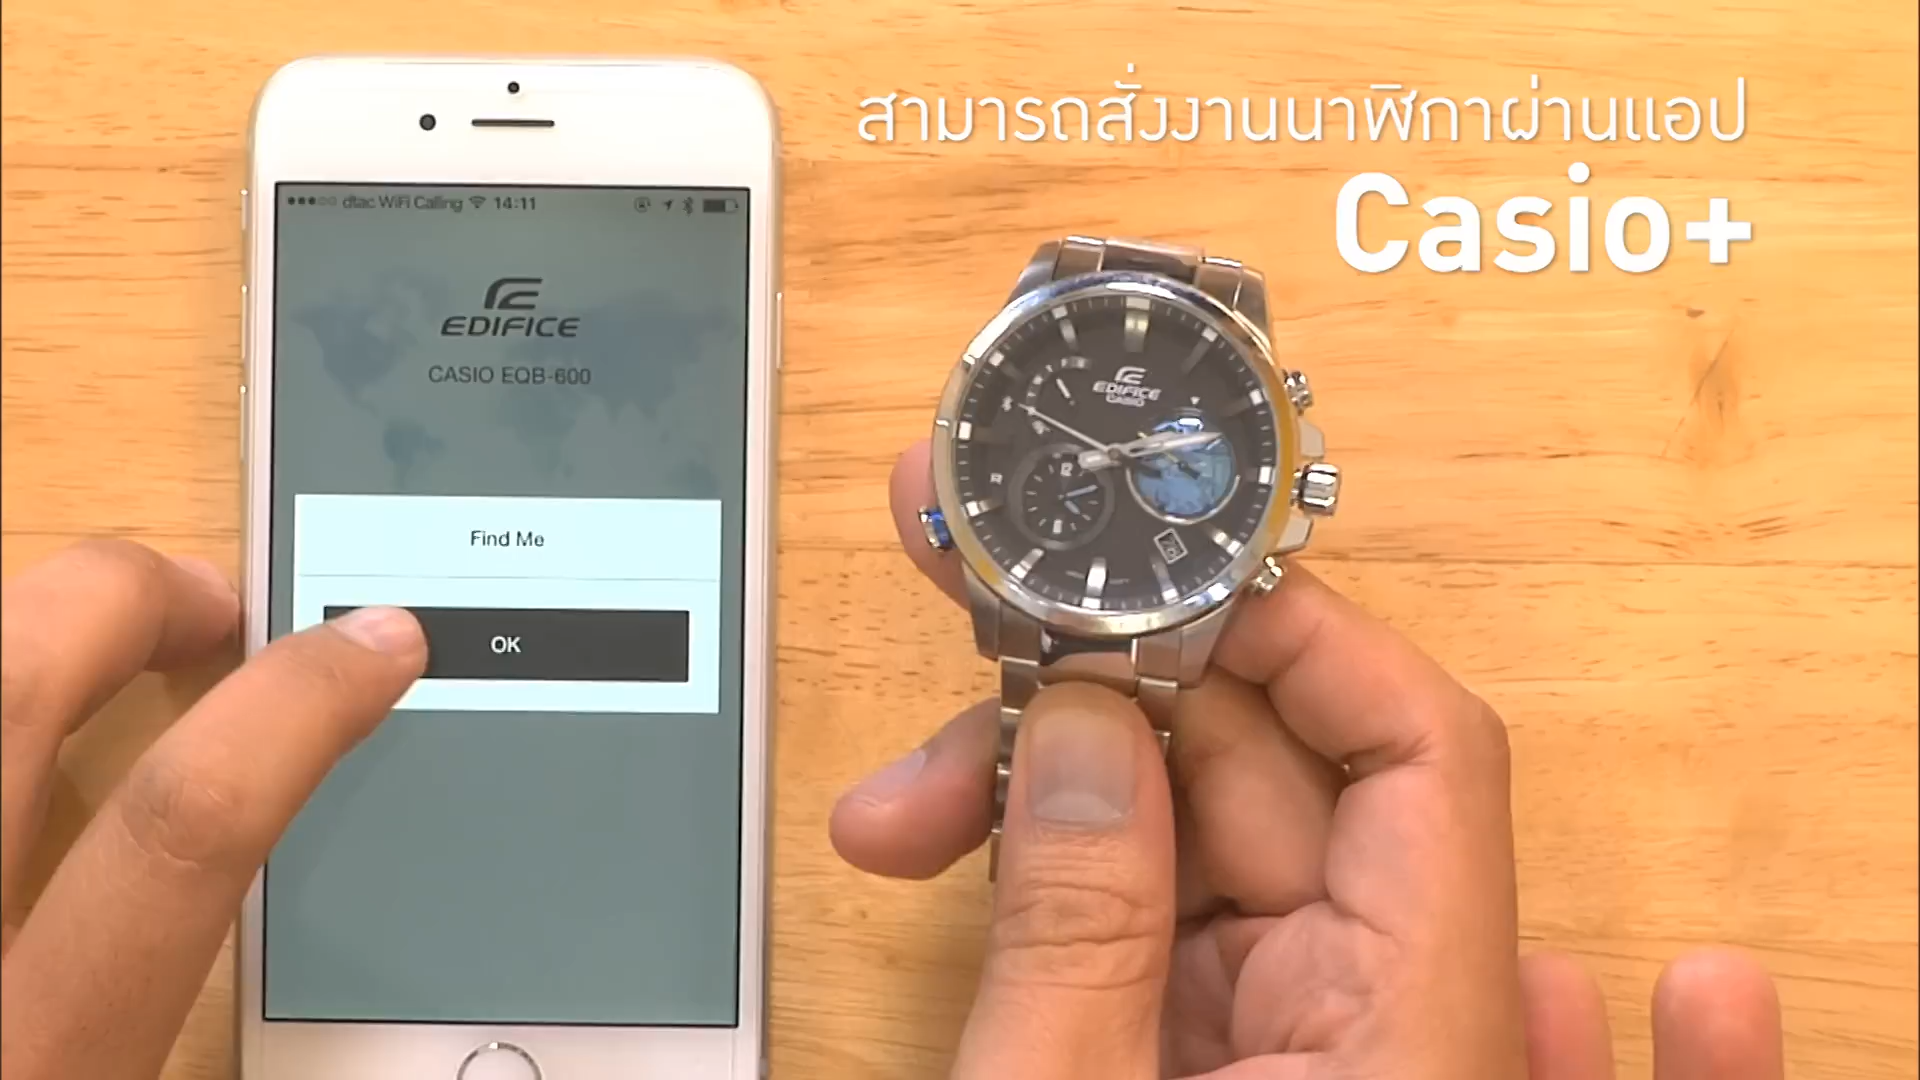 สามารถสั่งงานนาฬิกาผ่านแอป
Casio+
dtac WiFi Calling 14:11
EDIFICE
CASIO EQB-600
Find Me
OK
EDIFICE
CASIO
12